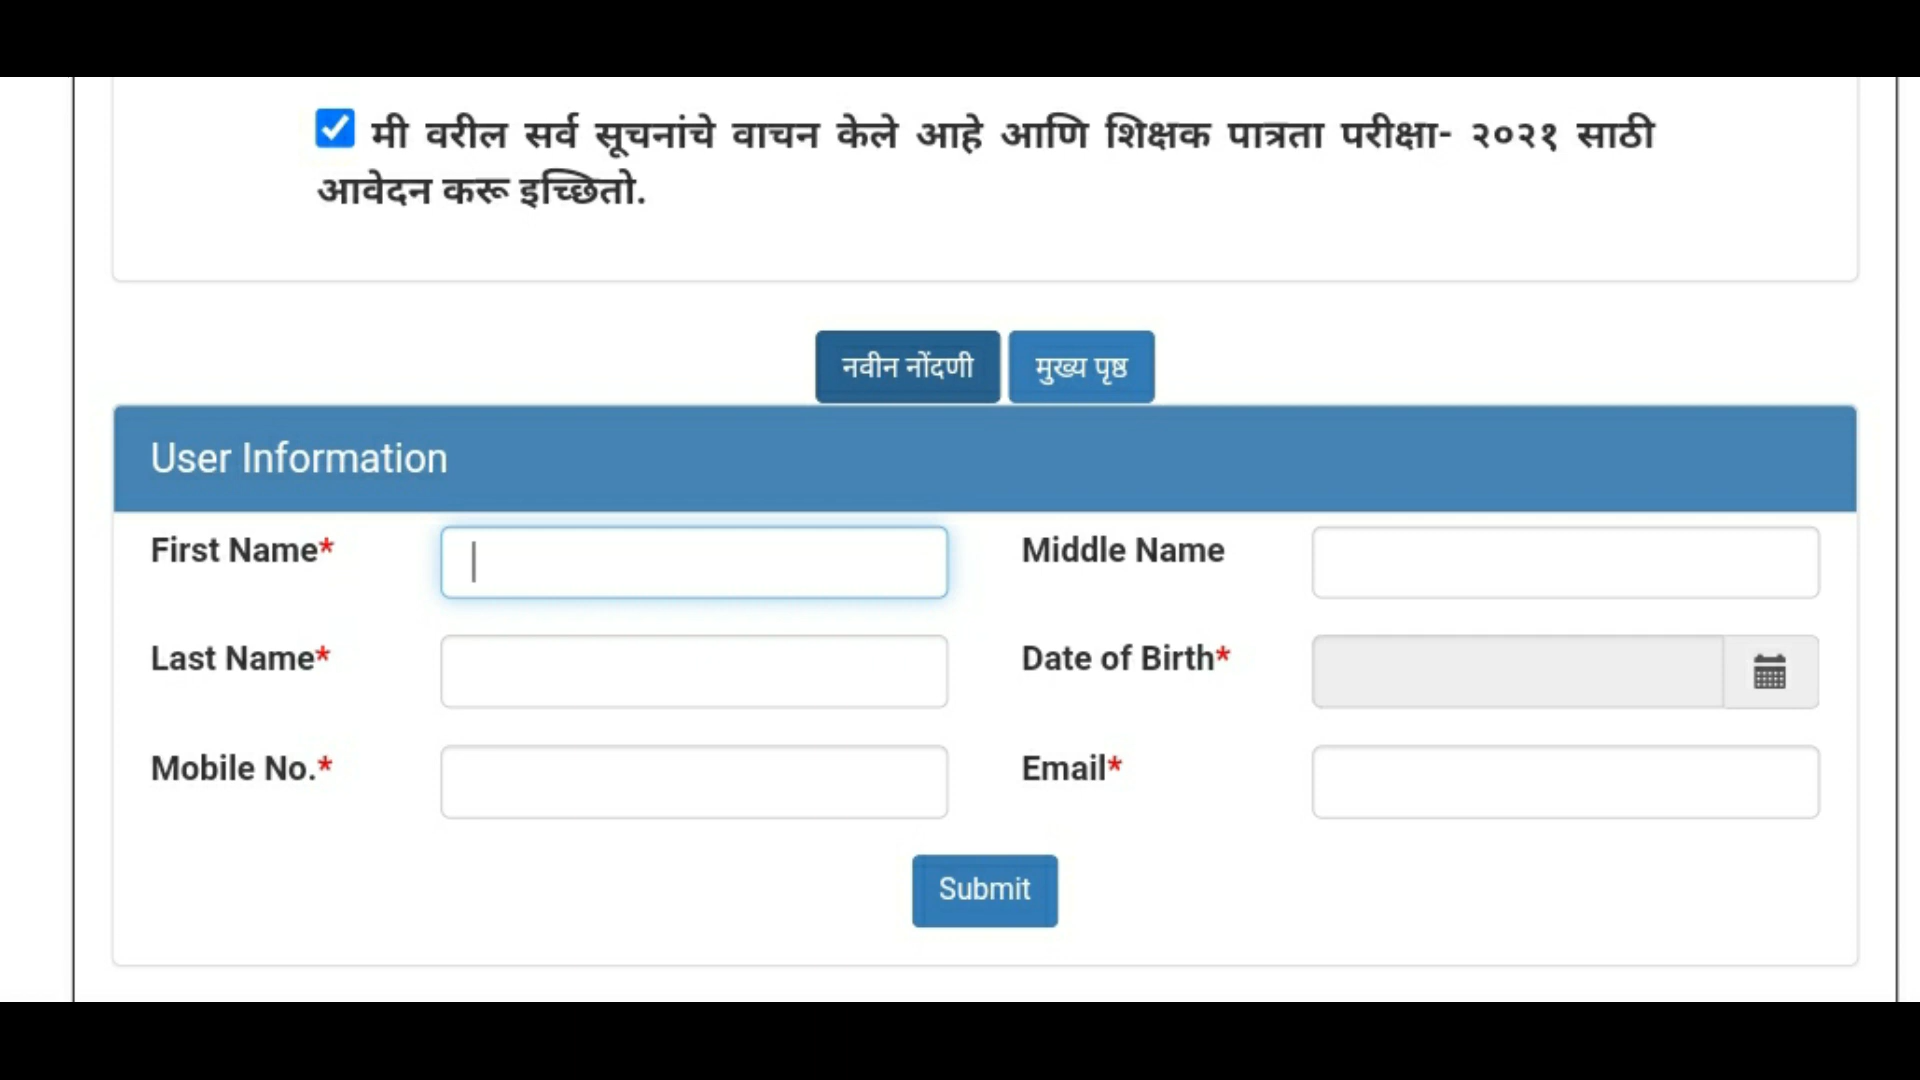 मी वरील सर्व सूचनांचे वाचन केले आहे आणि शिक्षक पात्रता परीक्षा- २०२१ साठी
आवेदन करू इच्छितो.
नवीन नोंदणी मुख्य पृष्ठ
User Information
First Name* Middle Name
Last Name* Date of Birth*
Mobile No.* Email*
Submit